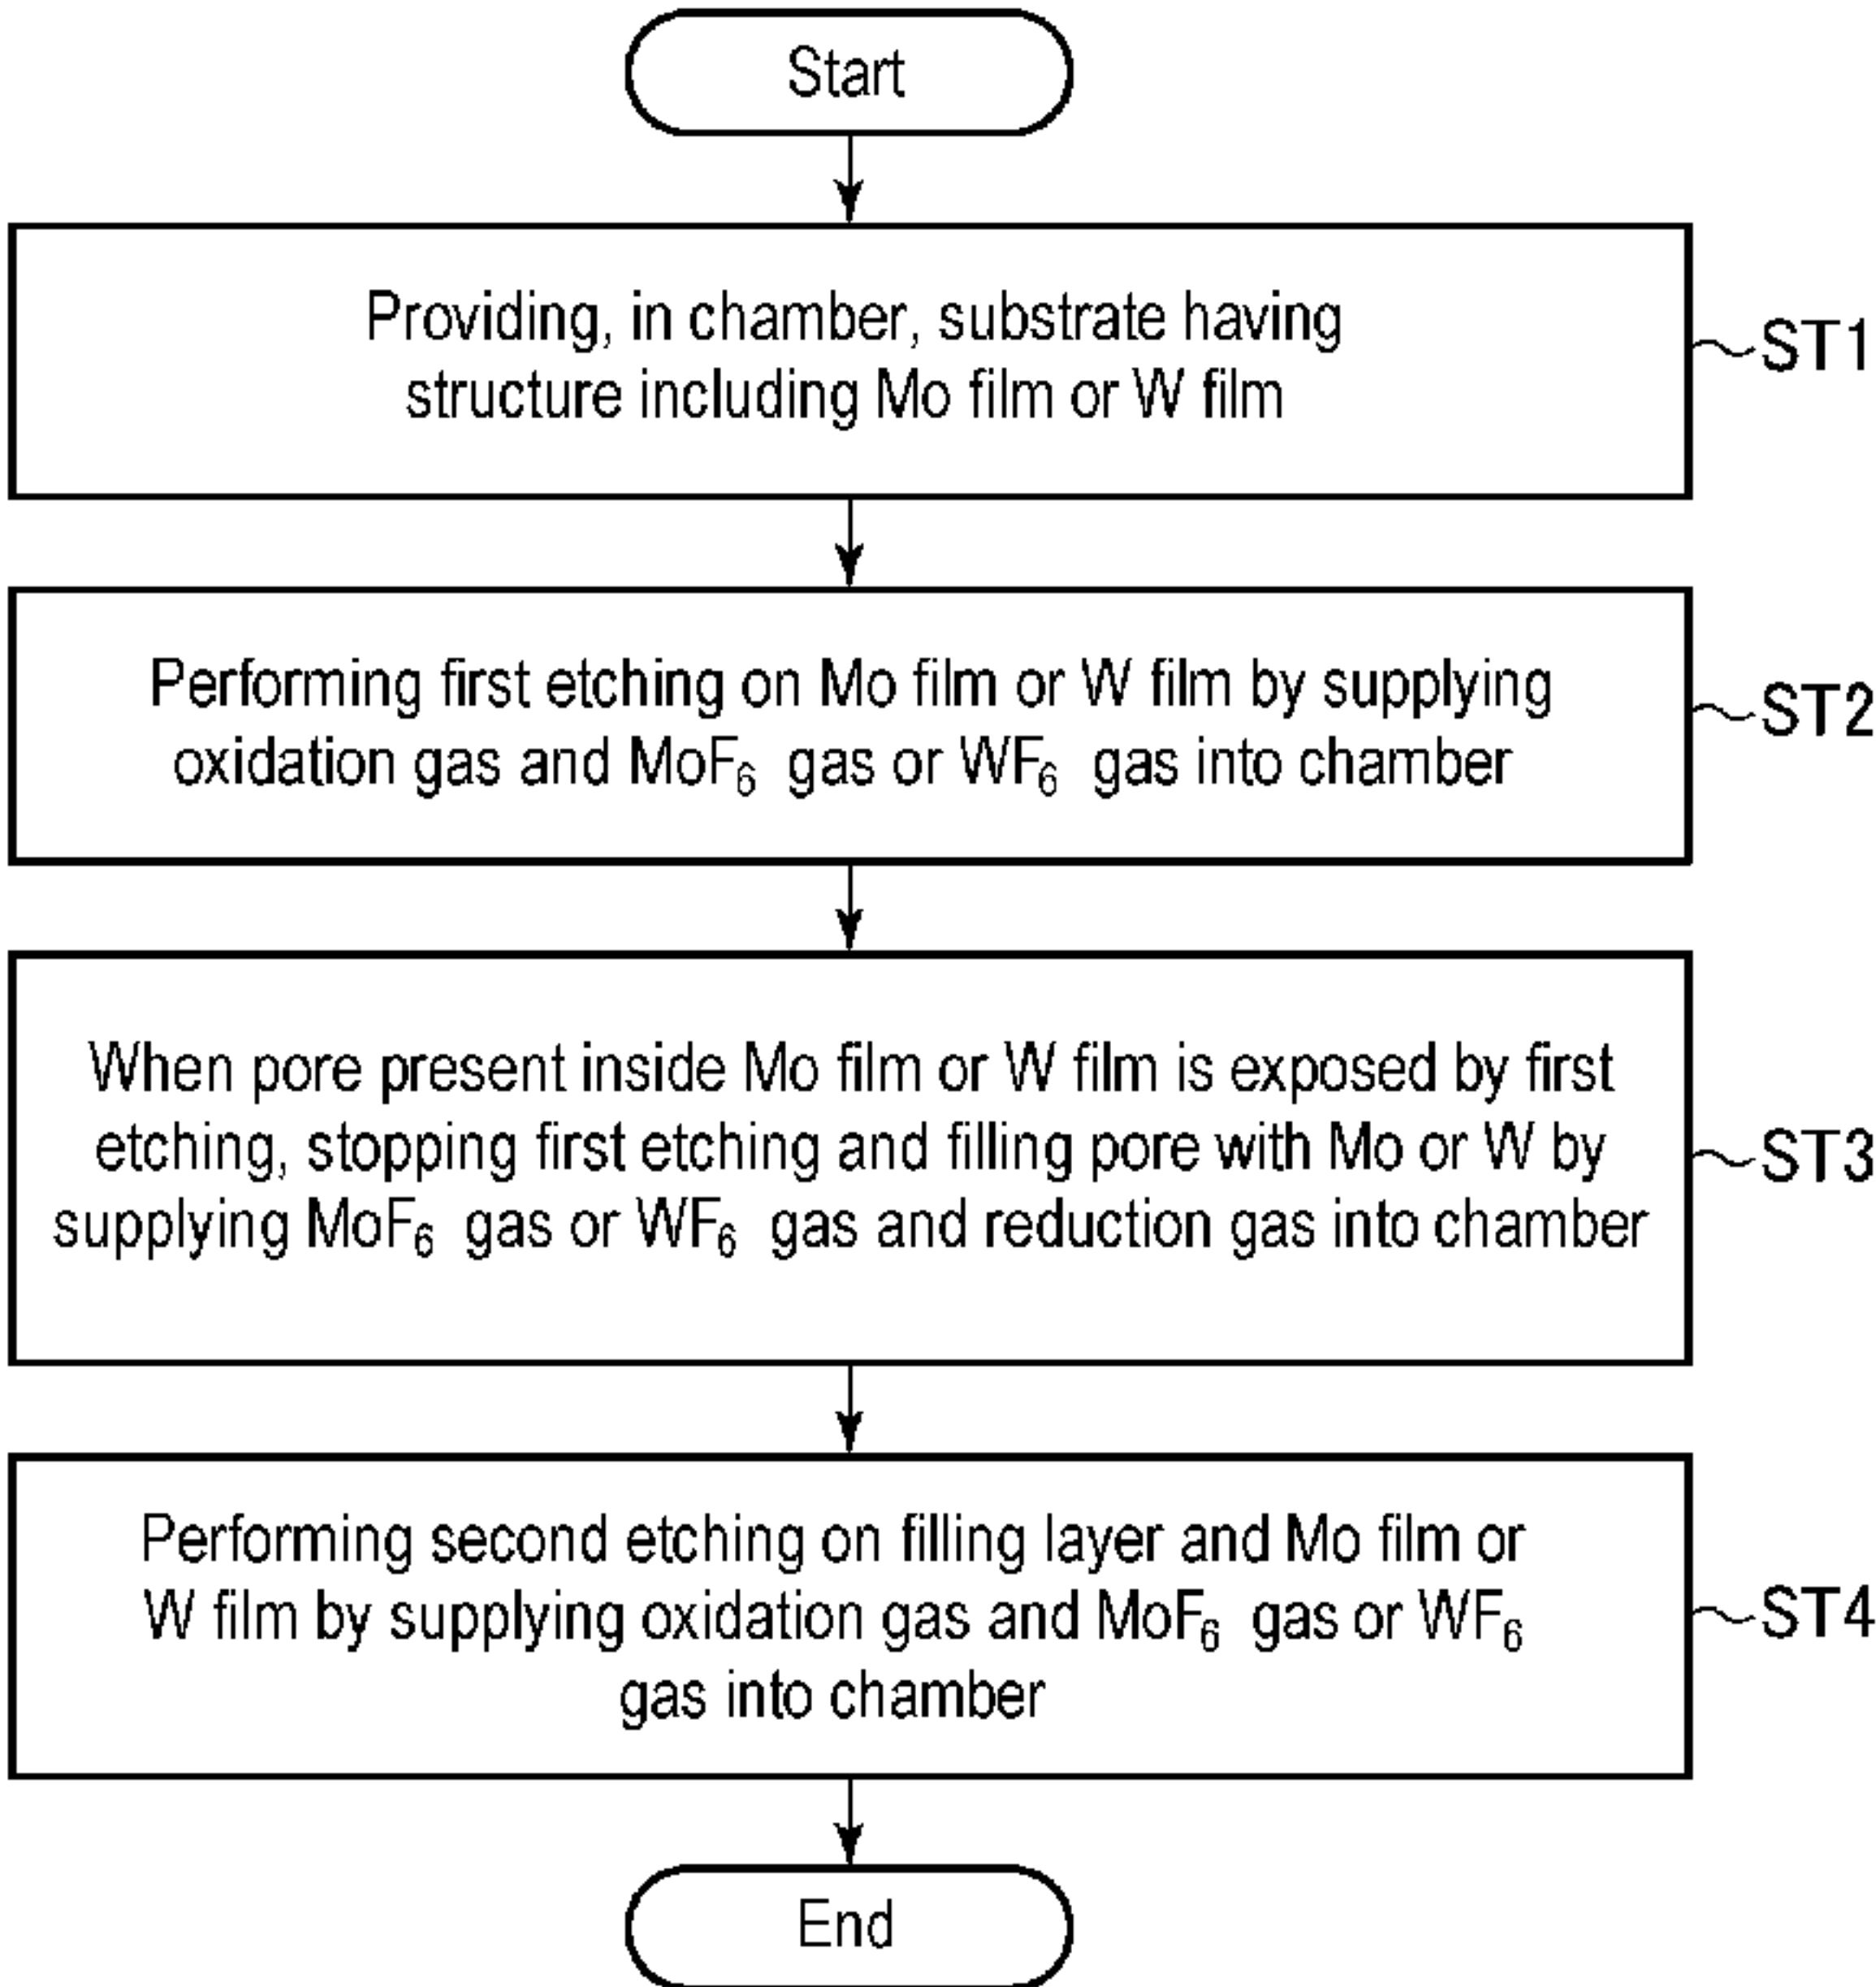 Start
Providing, in chamber, substrate having
structure including Mo film or W film
ST1
Performing first etching on Mo film or W film by supplying
oxidation gas and MoF₆ gas or WF₆ gas into chamber
ST2
When pore present inside Mo film or W film is exposed by first
etching, stopping first etching and filling pore with Mo or W by
supplying MoF₆ gas or WF₆ gas and reduction gas into chamber
ST3
Performing second etching on filling layer and Mo film or
W film by supplying oxidation gas and MoF₆ gas or WF₆
gas into chamber
ST4
End